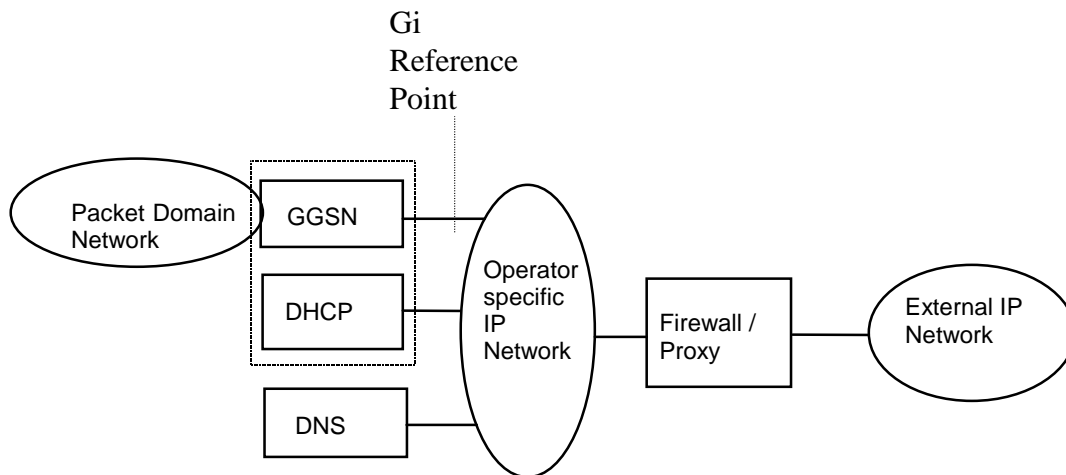 Gi
Reference
Point
Packet Domain
Network
GGSN
DHCP
DNS
Operator
specific
IP
Network
Firewall /
Proxy
External IP
Network